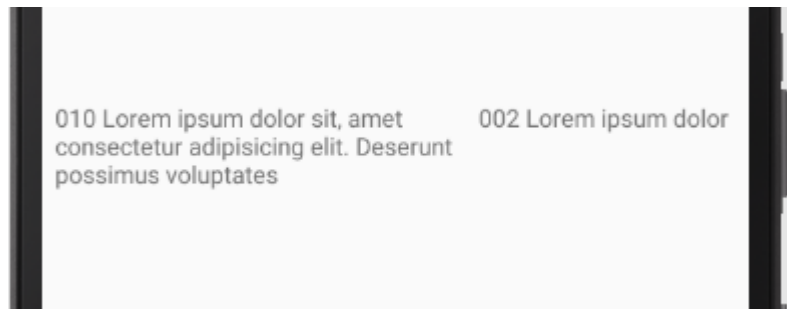 010 Lorem ipsum dolor sit, amet
consectetur adipisicing elit. Deserunt
possimus voluptates
002 Lorem ipsum dolor